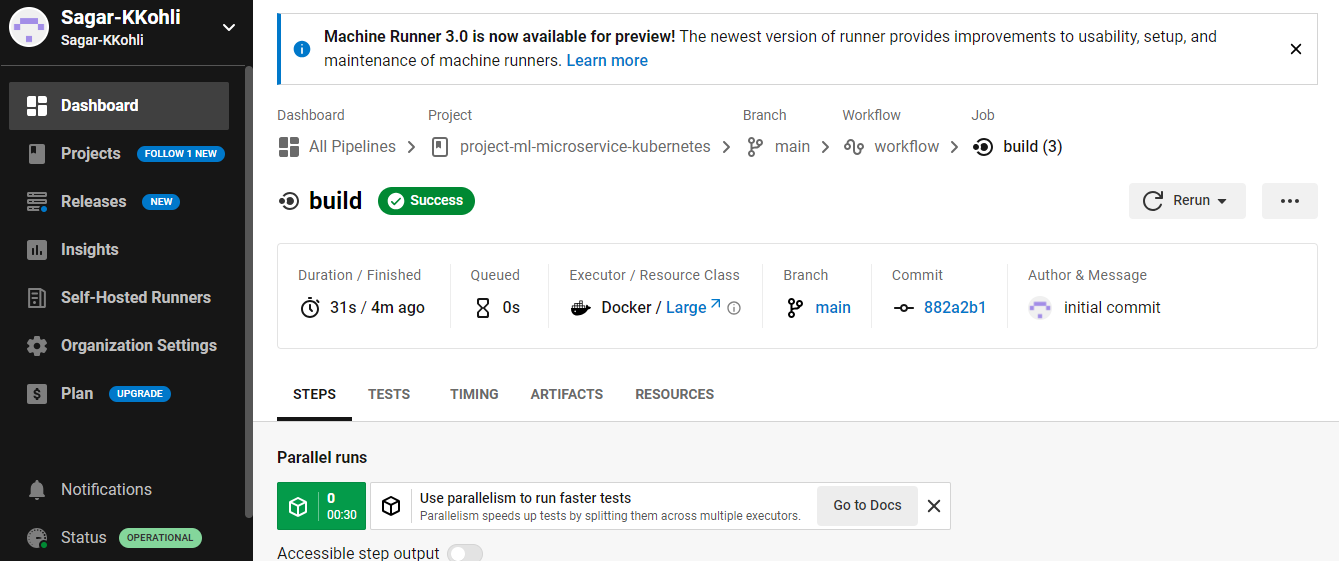 Sagar-KKohli
Sagar-KKohli
Dashboard
Projects FOLLOW 1 NEW
Releases NEW
Insights
Self-Hosted Runners
Organization Settings
Plan UPGRADE
Notifications
Status OPERATIONAL
Machine Runner 3.0 is now available for preview! The newest version of runner provides improvements to usability, setup, and
maintenance of machine runners. Learn more
Dashboard Project Branch Workflow Job
All Pipelines project-ml-microservice-kubernetes main workflow build (3)
build Success Rerun
Duration / Finished Queued Executor / Resource Class Branch Commit Author & Message
31s / 4m ago 0s Docker / Large main 882a2b1 initial commit
STEPS TESTS TIMING ARTIFACTS RESOURCES
Parallel runs
0
00:30
Use parallelism to run faster tests
Parallelism speeds up tests by splitting them across multiple executors.
Go to Docs
Accessible step output